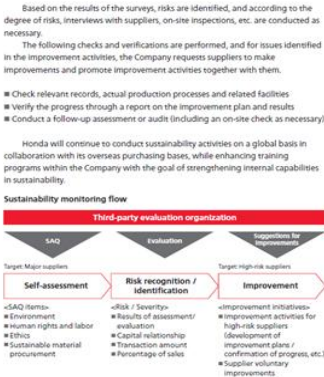 Based on the results of the surveys, risks are identified, and according to the
degree of risks, interviews with suppliers, on-site inspections, etc. are conducted as
necessary.
The following checks and verifications are performed, and for issues identified
in the improvement activities, the Company requests suppliers to make
improvements and promote improvement activities together with them.
■ Check relevant records, actual production processes and related facilities
■ Verify the progress through a report on the improvement plan and results
■ Conduct a follow-up assessment or audit (including an on-site check as necessary)
Honda will continue to conduct sustainability activities on a global basis in
collaboration with its overseas purchasing bases, while enhancing training
programs within the Company with the goal of strengthening internal capabilities
in sustainability.
Sustainability monitoring flow
Third-party evaluation organization
SAQ
Evaluation
Suggestions for
improvements
Target: Major suppliers
Self-assessment
«SAQ items»
■ Environment
■ Human rights and labor
■ Ethics
■ Sustainable material
procurement
Risk recognition /
identification
«Risk / Severity»
■ Results of assessment/
evaluation
■ Capital relationship
■ Transaction amount
■ Percentage of sales
Target: High-risk suppliers
Improvement
«Improvement initiatives»
■ Improvement activities for
high-risk suppliers
(development of
improvement plans /
confirmation of progress, etc.)
■ Supplier voluntary
improvements